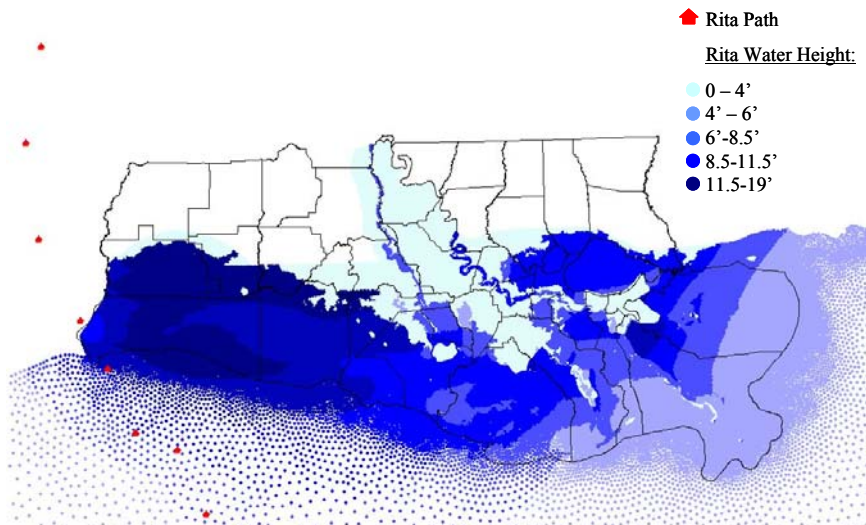 Rita Path
Rita Water Height:
0 – 4’
4’ – 6’
6’-8.5’
8.5-11.5’
11.5-19’